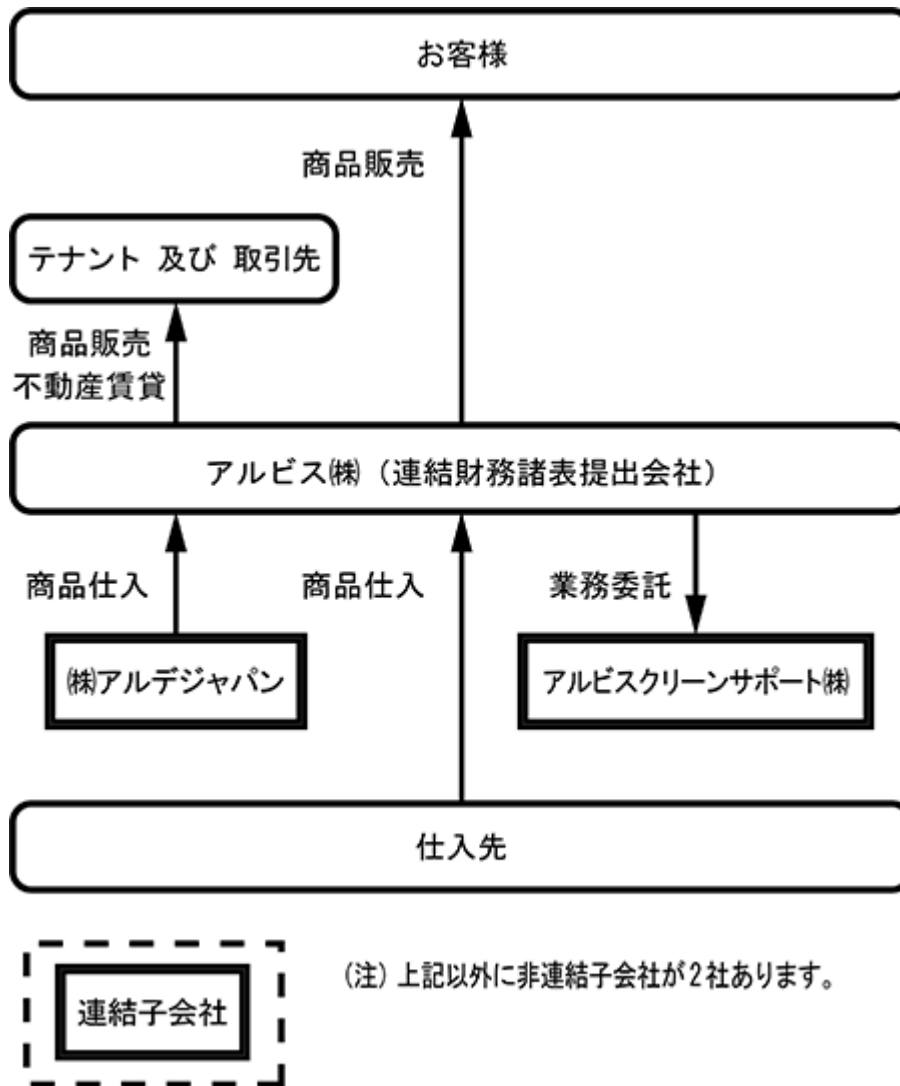 お客様
商品販売
テナント 及び 取引先
商品販売
不動産賃貸
アルビス㈱（連結財務諸表提出会社）
商品仕入
商品仕入
業務委託
㈱アルデジャパン
アルビスクリーンサポート㈱
仕入先
連結子会社
(注) 上記以外に非連結子会社が2社あります。